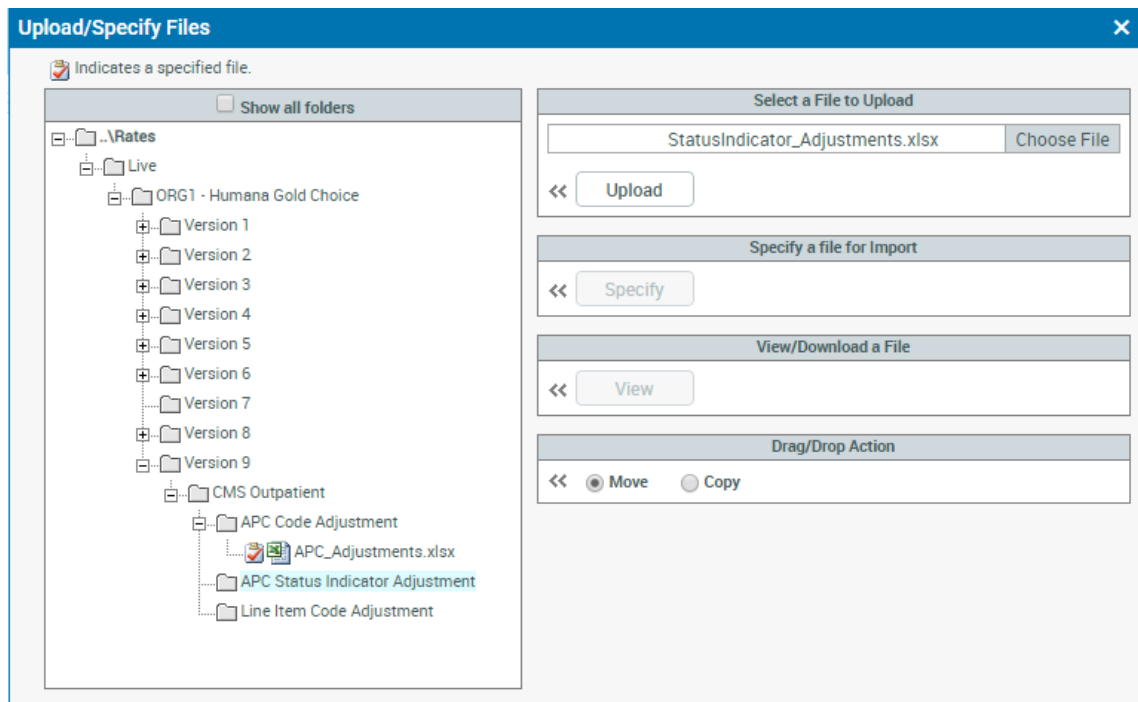 Upload/Specify Files
Indicates a specified file.
Show all folders
..\Rates
Live
ORG1 - Humana Gold Choice
Version 1
Version 2
Version 3
Version 4
Version 5
Version 6
Version 7
Version 8
Version 9
CMS Outpatient
APC Code Adjustment
APC_Adjustments.xlsx
APC Status Indicator Adjustment
Line Item Code Adjustment
Select a File to Upload
StatusIndicator_Adjustments.xlsx Choose File
Upload
Specify a file for Import
Specify
View/Download a File
View
Drag/Drop Action
Move Copy